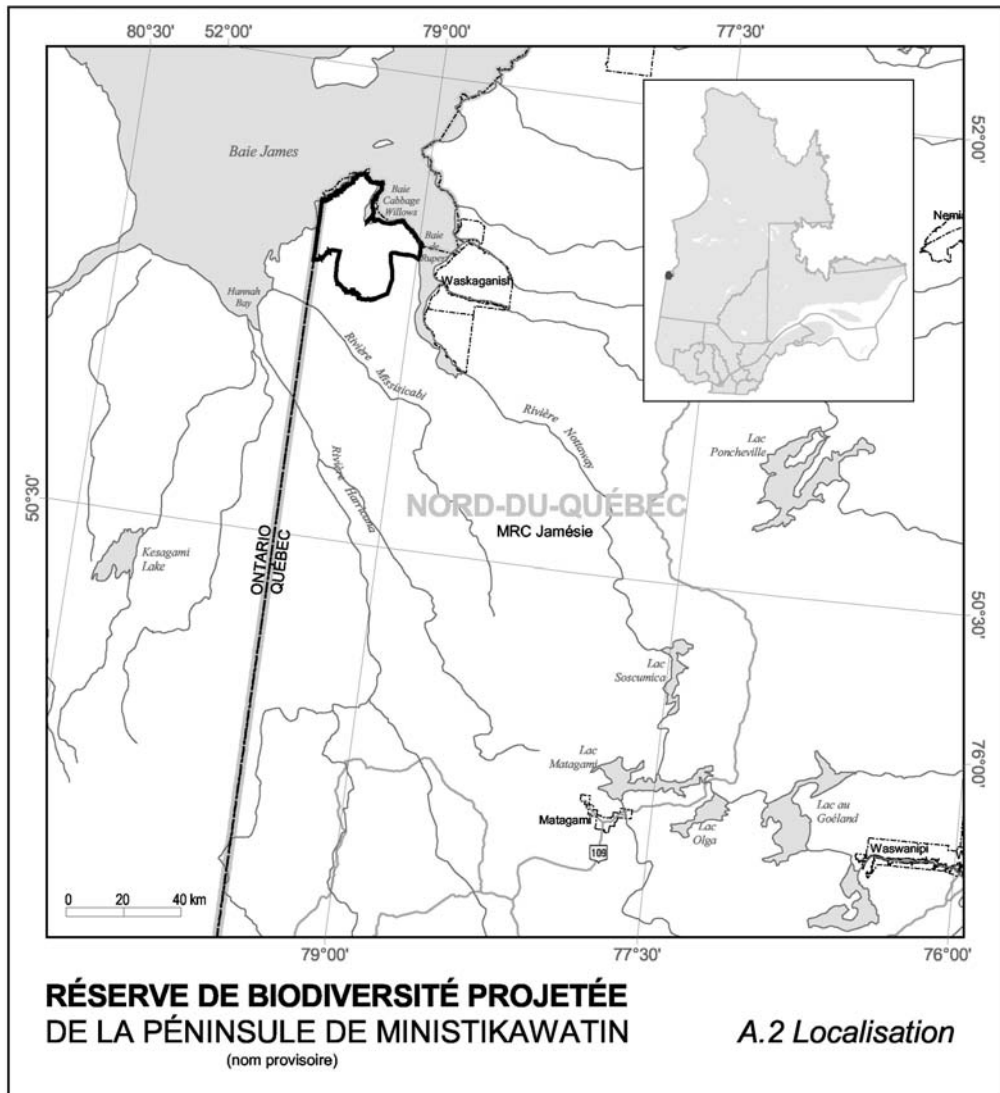 80°30'
52°00'
79°00'
77°30'
52°00'
Baie James
Baie
Cabbage
Willows
Baie
de
Rupert
Waskaganish
Hannah
Bay
Rivière Missisicabi
Rivière Harricana
Rivière Nottaway
Lac
Poncheville
50°30'
NORD-DU-QUÉBEC
MRC Jamésie
Kesagami
Lake
ONTARIO
QUÉBEC
50°30'
Lac
Soscumica
Lac
Matagami
76°00'
Matagami
109
Lac
Olga
Lac au
Goéland
Waswanipi
0 20 40 km
79°00'
77°30'
76°00'
RÉSERVE DE BIODIVERSITÉ PROJETÉE
DE LA PÉNINSULE DE MINISTIKAWATIN
(nom provisoire)
A.2 Localisation